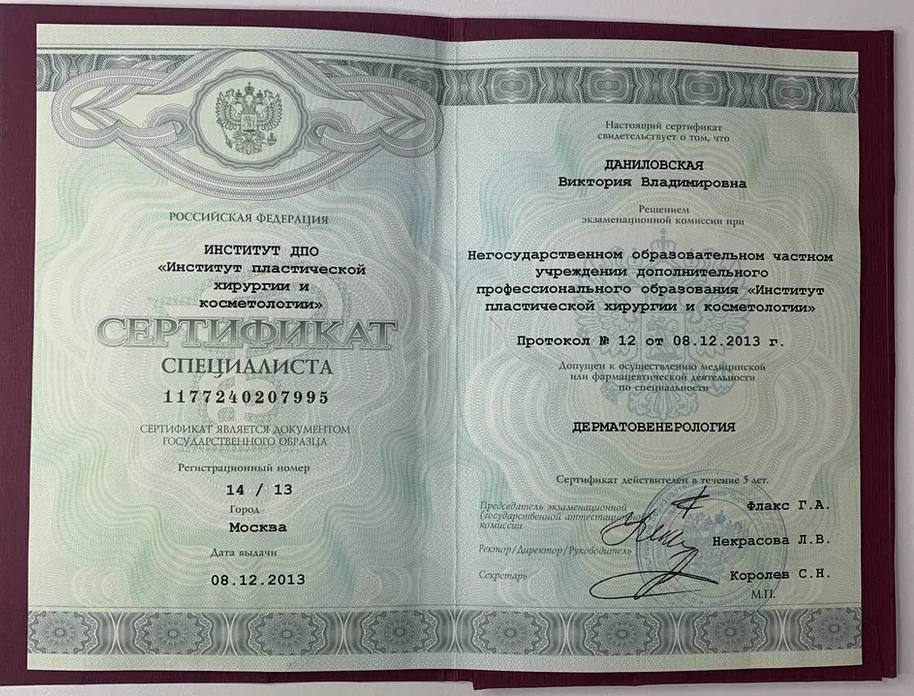 РОССИЙСКАЯ ФЕДЕРАЦИЯ
ИНСТИТУТ ДПО
«Институт пластической
хирургии и
косметологии»
СЕРТИФИКАТ
СПЕЦИАЛИСТА
1177240207995
СЕРТИФИКАТ ЯВЛЯЕТСЯ ДОКУМЕНТОМ
ГОСУДАРСТВЕННОГО ОБРАЗЦА
Регистрационный номер
14 / 13
Город
Москва
Дата выдачи
08.12.2013
Настоящий сертификат
свидетельствует о том, что
ДАНИЛОВСКАЯ
Виктория Владимировна
Решением
экзаменационной комиссии при
Негосударственном образовательном частном
учреждении дополнительного
профессионального образования «Институт
пластической хирургии и косметологии»
Протокол № 12 от 08.12.2013 г.
Допущен к осуществлению медицинской
или фармацевтической деятельности
по специальности
ДЕРМАТОВЕНЕРОЛОГИЯ
Сертификат действителен в течение 5 лет.
Председатель экзаменационной
(государственной аттестационной)
комиссии
Флакс Г.А.
Ректор/Директор/Руководитель
Некрасова Л.В.
Секретарь
Королев С.Н.
М.П.